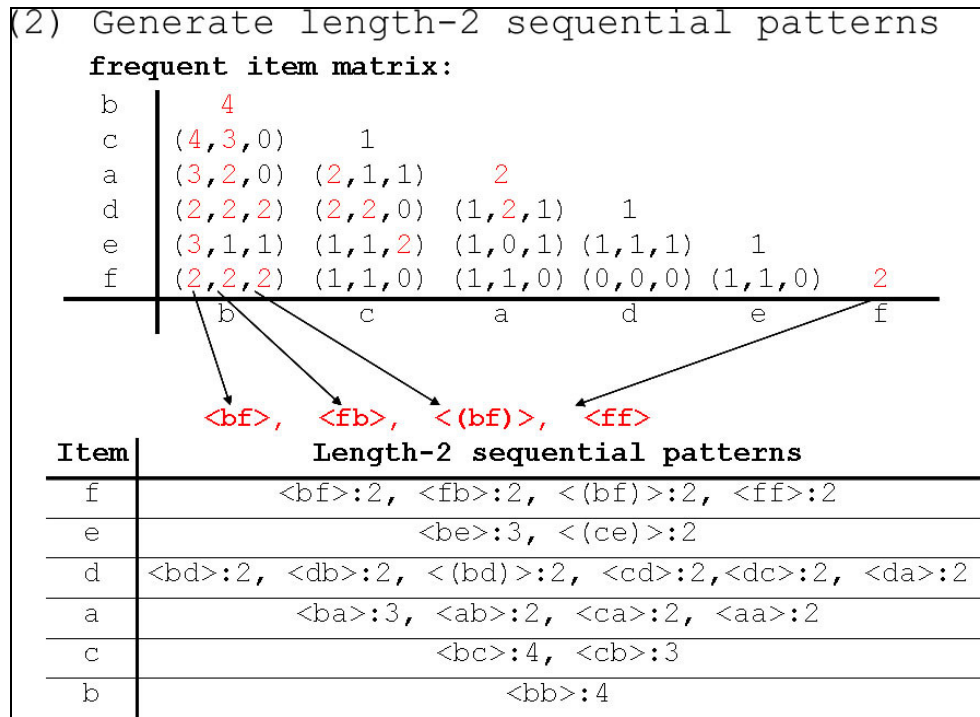 (2) Generate length-2 sequential patterns
frequent item matrix:
b 4
c (4,3,0) 1
a (3,2,0) (2,1,1) 2
d (2,2,2) (2,2,0) (1,2,1) 1
e (3,1,1) (1,1,2) (1,0,1) (1,1,1) 1
f (2,2,2) (1,1,0) (1,1,0) (0,0,0) (1,1,0) 2
b c a d e f
<bf>, <fb>, <(bf)>, <ff>
Item Length-2 sequential patterns
f <bf>:2, <fb>:2, <(bf)>:2, <ff>:2
e <be>:3, <(ce)>:2
d <bd>:2, <db>:2, <(bd)>:2, <cd>:2,<dc>:2, <da>:2
a <ba>:3, <ab>:2, <ca>:2, <aa>:2
c <bc>:4, <cb>:3
b <bb>:4